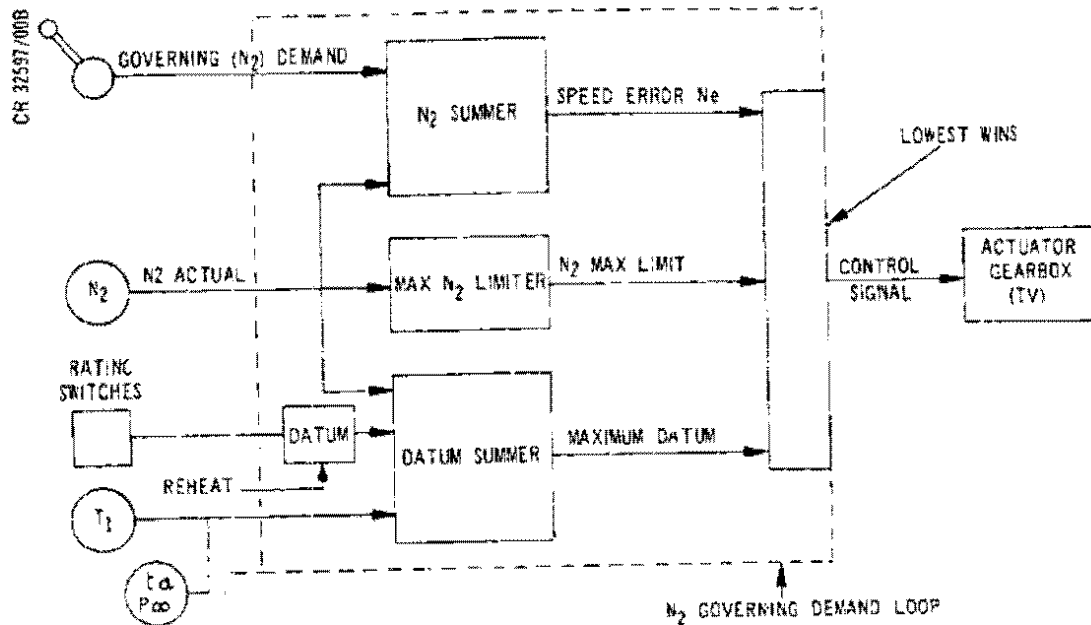 CR 32597/00B
GOVERNING (N2) DEMAND
N2 SUMMER
SPEED ERROR Ne
LOWEST WINS
N2
N2 ACTUAL
MAX N2 LIMITER
N2 MAX LIMIT
CONTROL
SIGNAL
ACTUATOR
GEARBOX
(TV)
RATING
SWITCHES
DATUM
DATUM SUMMER
MAXIMUM DATUM
REHEAT
T1
ta
P∞
N2 GOVERNING DEMAND LOOP